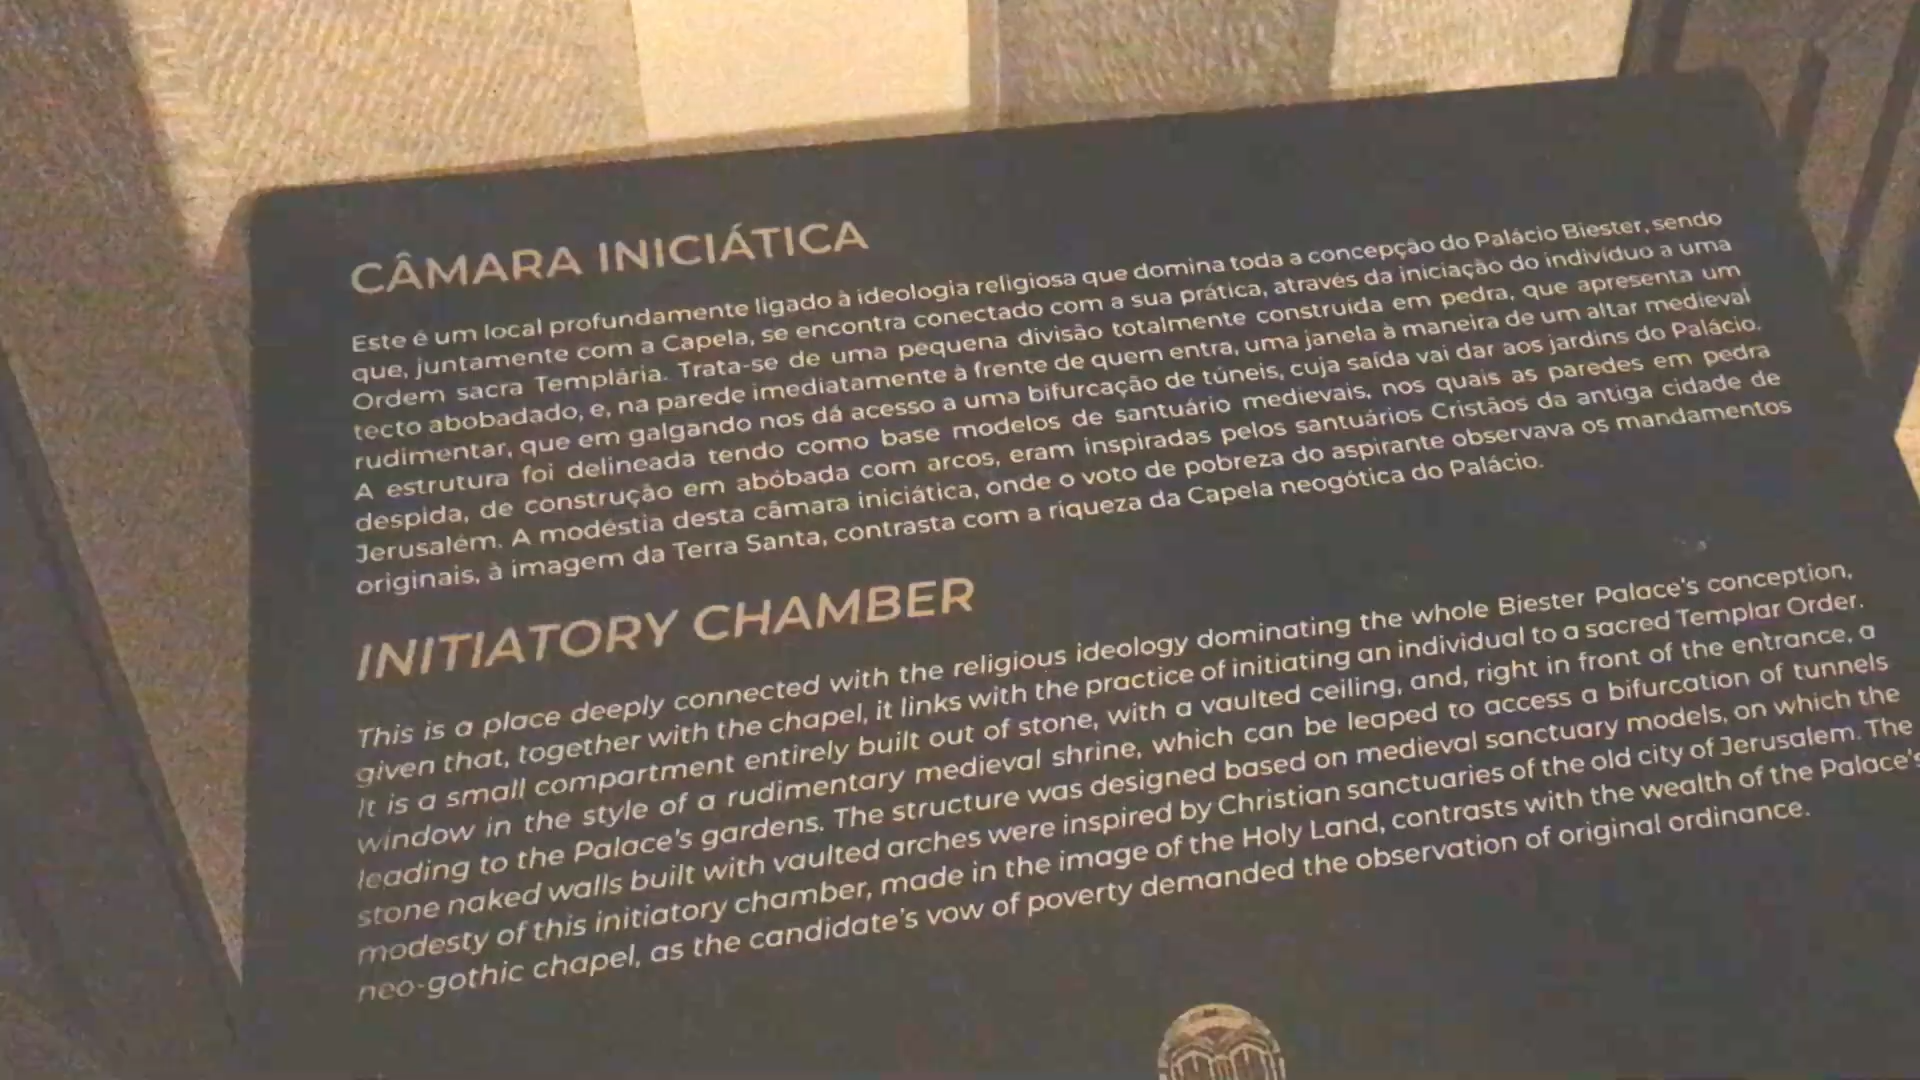 CÂMARA INICIÁTICA
Este é um local profundamente ligado à ideologia religiosa que domina toda a concepção do Palácio Biester, sendo
que, juntamente com a Capela, se encontra conectado com a sua prática, através da iniciação do indivíduo a uma
Ordem sacra Templária. Trata-se de uma pequena divisão totalmente construída em pedra, que apresenta um
tecto abobadado, e, na parede imediatamente à frente de quem entra, uma janela à maneira de um altar medieval
rudimentar, que em galgando nos dá acesso a uma bifurcação de túneis, cuja saída vai dar aos jardins do Palácio.
A estrutura foi delineada tendo como base modelos de santuário medievais, nos quais as paredes em pedra
despida, de construção em abóbada com arcos, eram inspiradas pelos santuários Cristãos da antiga cidade de
Jerusalém. A modéstia desta câmara iniciática, onde o voto de pobreza do aspirante observava os mandamentos
originais, à imagem da Terra Santa, contrasta com a riqueza da Capela neogótica do Palácio.
INITIATORY CHAMBER
This is a place deeply connected with the religious ideology dominating the whole Biester Palace's conception,
given that, together with the chapel, it links with the practice of initiating an individual to a sacred Templar Order.
It is a small compartment entirely built out of stone, with a vaulted ceiling, and, right in front of the entrance, a
window in the style of a rudimentary medieval shrine, which can be leaped to access a bifurcation of tunnels
leading to the Palace's gardens. The structure was designed based on medieval sanctuary models, on which the
stone naked walls built with vaulted arches were inspired by Christian sanctuaries of the old city of Jerusalem. The
modesty of this initiatory chamber, made in the image of the Holy Land, contrasts with the wealth of the Palace's
neo-gothic chapel, as the candidate's vow of poverty demanded the observation of original ordinance.